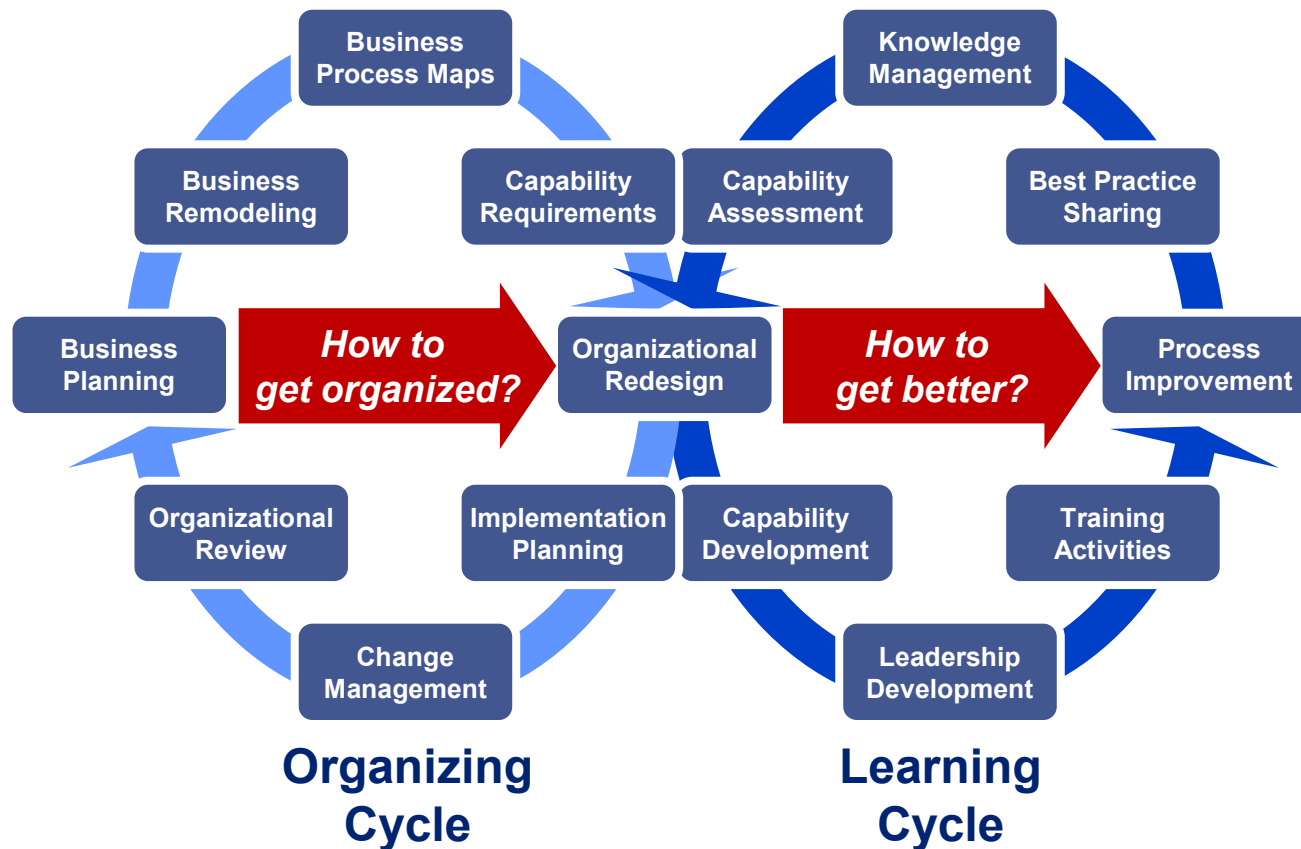 Business
Process Maps
Knowledge
Management
Business
Remodeling
Capability
Requirements
Capability
Assessment
Best Practice
Sharing
Business
Planning
How to
get organized?
Organizational
Redesign
How to
get better?
Process
Improvement
Organizational
Review
Implementation
Planning
Capability
Development
Training
Activities
Change
Management
Leadership
Development
Organizing
Cycle
Learning
Cycle